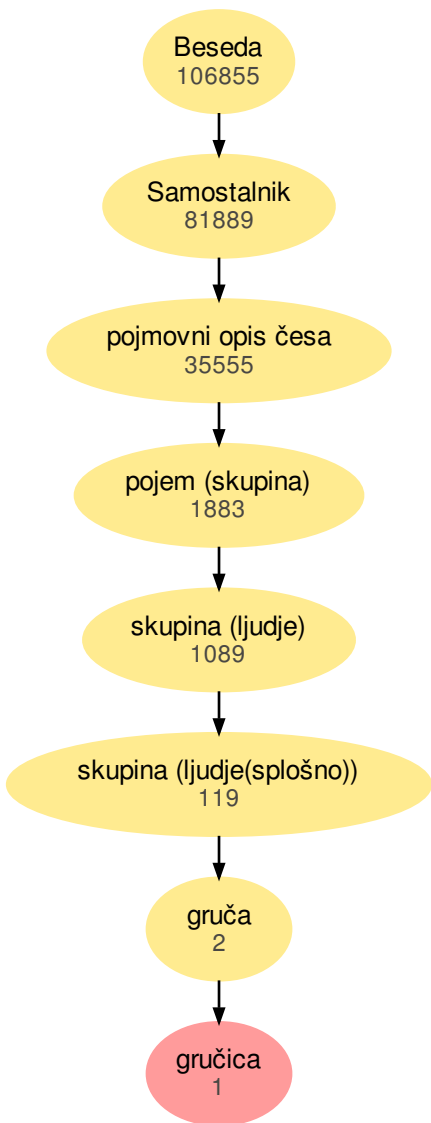 Beseda
106855
Samostalnik
81889
pojmovni opis česa
35555
pojem (skupina)
1883
skupina (ljudje)
1089
skupina (ljudje(splošno))
119
gruča
2
gručica
1